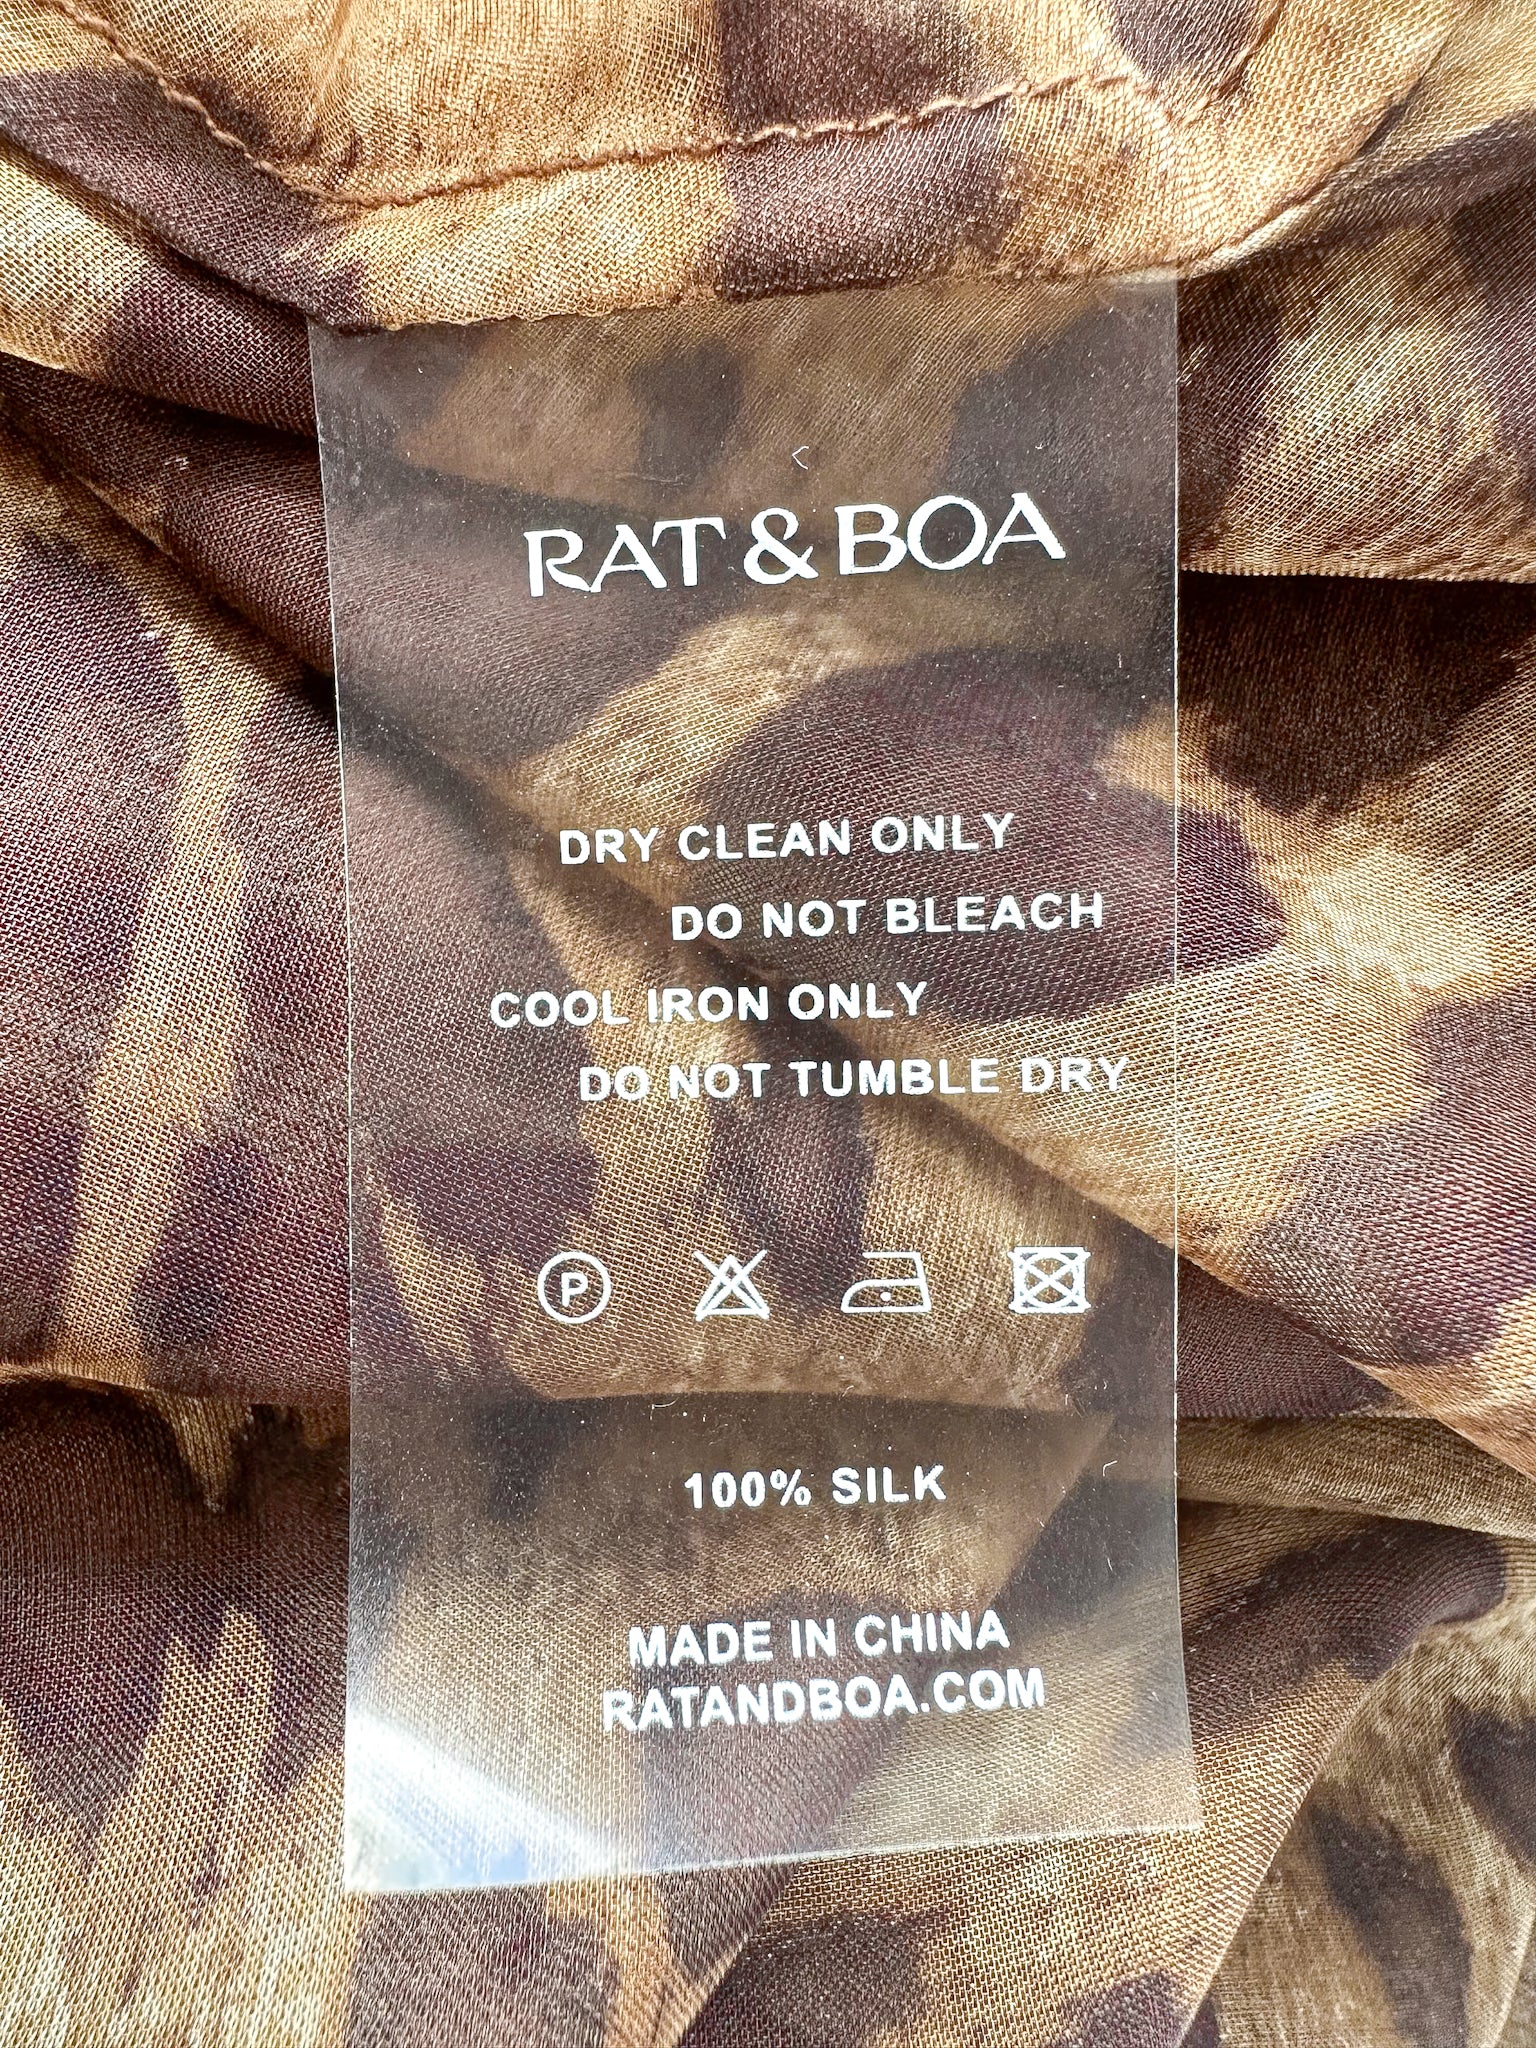 RAT & BOA
DRY CLEAN ONLY
DO NOT BLEACH
COOL IRON ONLY
DO NOT TUMBLE DRY
P
100% SILK
MADE IN CHINA
RATANDBOA.COM